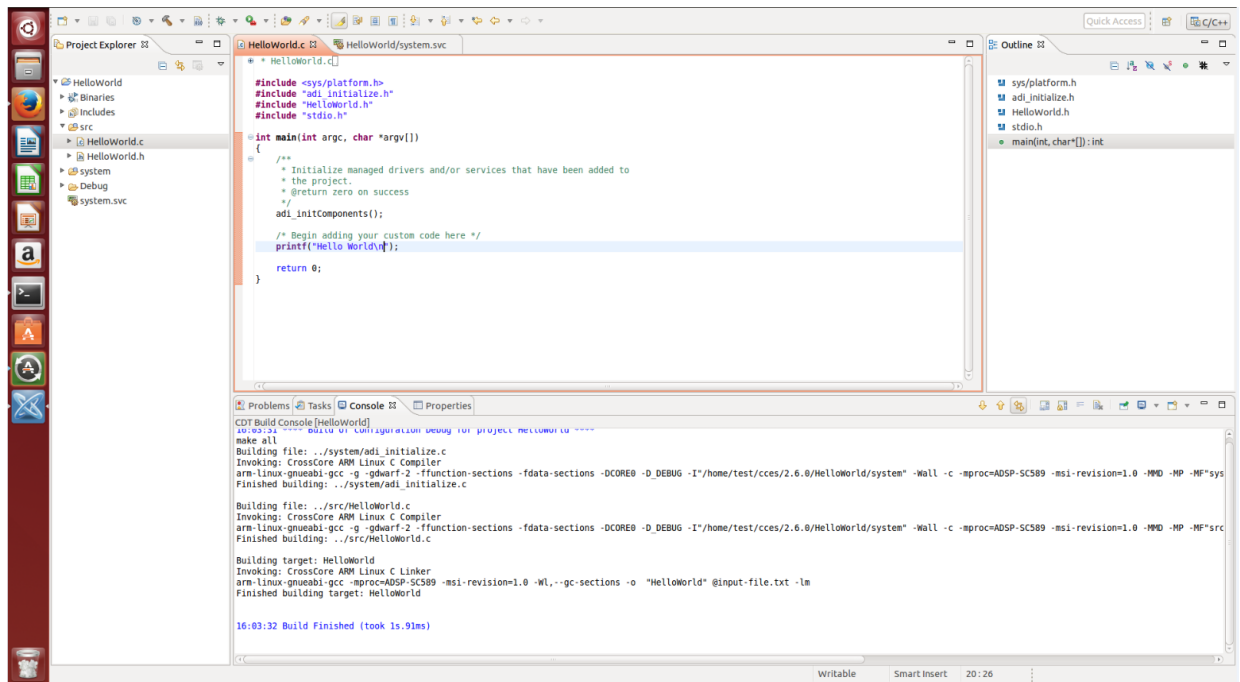 Quick Access
C/C++
Project Explorer
HelloWorld
Binaries
Includes
src
HelloWorld.c
HelloWorld.h
system
Debug
system.svc
HelloWorld.c
HelloWorld/system.svc
* HelloWorld.c
#include <sys/platform.h>
#include "adi_initialize.h"
#include "HelloWorld.h"
#include "stdio.h"
int main(int argc, char *argv[])
{
/**
* Initialize managed drivers and/or services that have been added to
* the project.
* @return zero on success
*/
adi_initComponents();
/* Begin adding your custom code here */
printf("Hello World\n");
return 0;
}
Outline
sys/platform.h
adi_initialize.h
HelloWorld.h
stdio.h
main(int, char*[]) : int
Problems
Tasks
Console
Properties
CDT Build Console [HelloWorld]
16:03:31 **** Build of configuration Debug for project HelloWorld ****
make all
Building file: ../system/adi_initialize.c
Invoking: CrossCore ARM Linux C Compiler
arm-linux-gnueabi-gcc -g -gdwarf-2 -ffunction-sections -fdata-sections -DCORE0 -D_DEBUG -I"/home/test/cces/2.6.0/HelloWorld/system" -Wall -c -mproc=ADSP-SC589 -msi-revision=1.0 -MMD -MP -MF"sys
Finished building: ../system/adi_initialize.c
Building file: ../src/HelloWorld.c
Invoking: CrossCore ARM Linux C Compiler
arm-linux-gnueabi-gcc -g -gdwarf-2 -ffunction-sections -fdata-sections -DCORE0 -D_DEBUG -I"/home/test/cces/2.6.0/HelloWorld/system" -Wall -c -mproc=ADSP-SC589 -msi-revision=1.0 -MMD -MP -MF"src
Finished building: ../src/HelloWorld.c
Building target: HelloWorld
Invoking: CrossCore ARM Linux C Linker
arm-linux-gnueabi-gcc -mproc=ADSP-SC589 -msi-revision=1.0 -Wl,--gc-sections -o "HelloWorld" @input-file.txt -lm
Finished building target: HelloWorld
16:03:32 Build Finished (took 1s.91ms)
Writable
Smart Insert
20 : 26